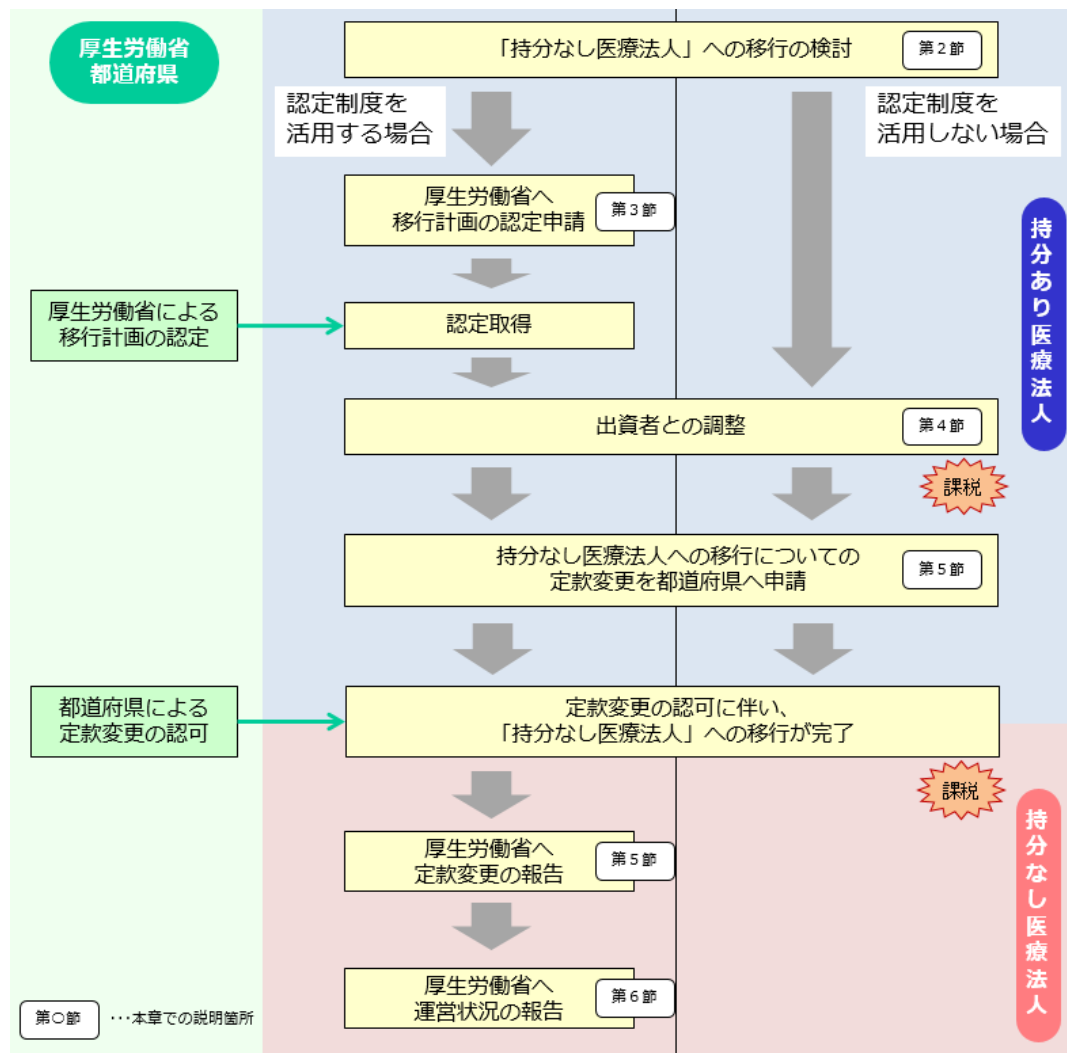 厚生労働省
都道府県
「持分なし医療法人」への移行の検討
第2節
認定制度を
活用する場合
認定制度を
活用しない場合
厚生労働省へ
移行計画の認定申請
第3節
持分あり医療法人
厚生労働省による
移行計画の認定
認定取得
出資者との調整
第4節
課税
持分なし医療法人への移行についての
定款変更を都道府県へ申請
第5節
都道府県による
定款変更の認可
定款変更の認可に伴い、
「持分なし医療法人」への移行が完了
課税
持分なし医療法人
厚生労働省へ
定款変更の報告
第5節
厚生労働省へ
運営状況の報告
第6節
第○節 ・・・本章での説明箇所